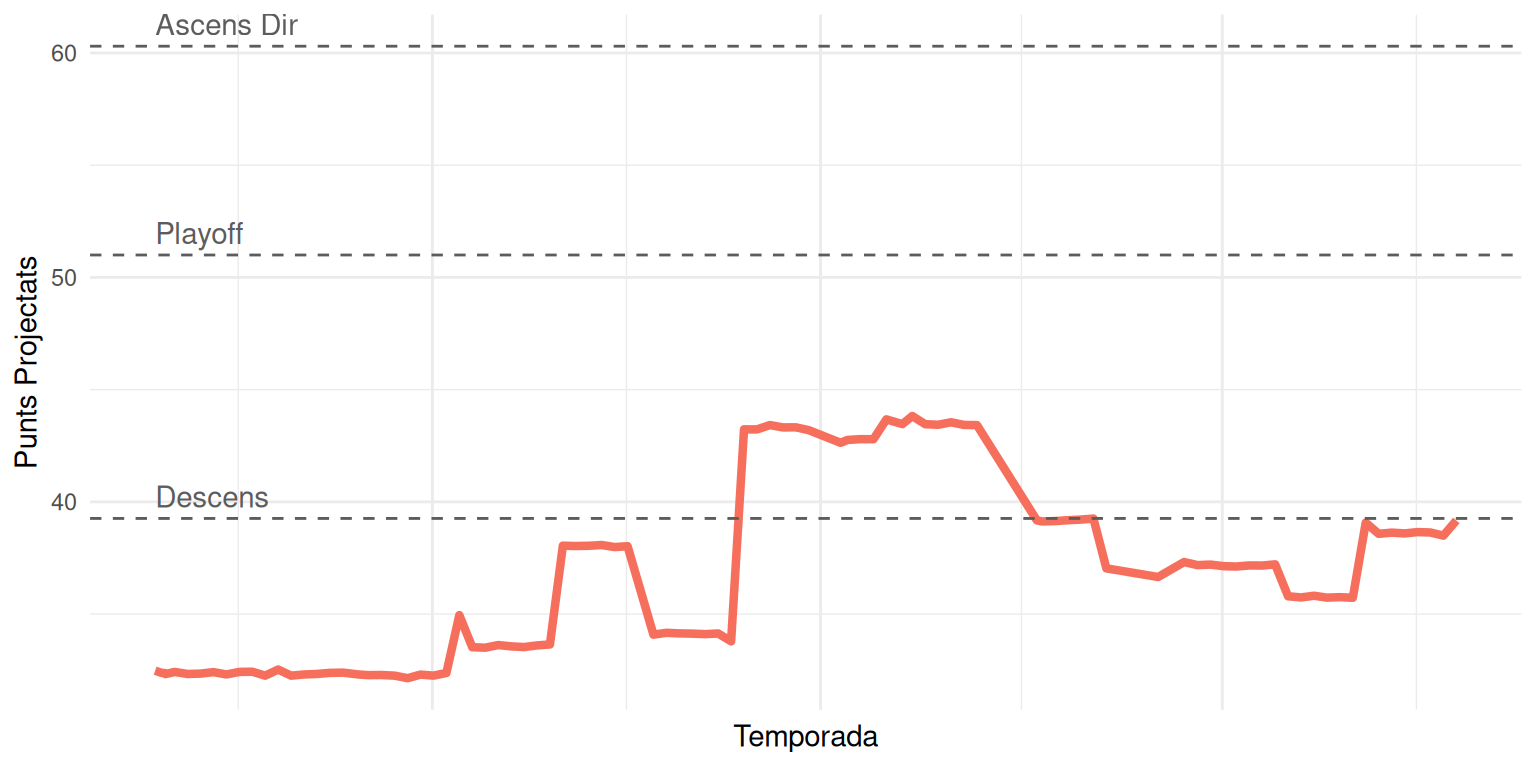 Ascens Dir
60
Playoff
50
Punts Projectats
Descens
40
Temporada